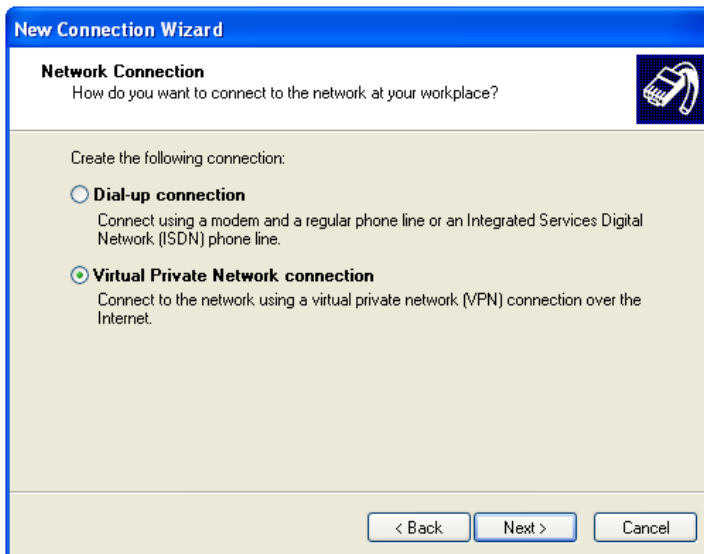 New Connection Wizard
Network Connection
How do you want to connect to the network at your workplace?
Create the following connection:
Dial-up connection
Connect using a modem and a regular phone line or an Integrated Services Digital
Network (ISDN) phone line.
Virtual Private Network connection
Connect to the network using a virtual private network (VPN) connection over the
Internet.
< Back
Next >
Cancel